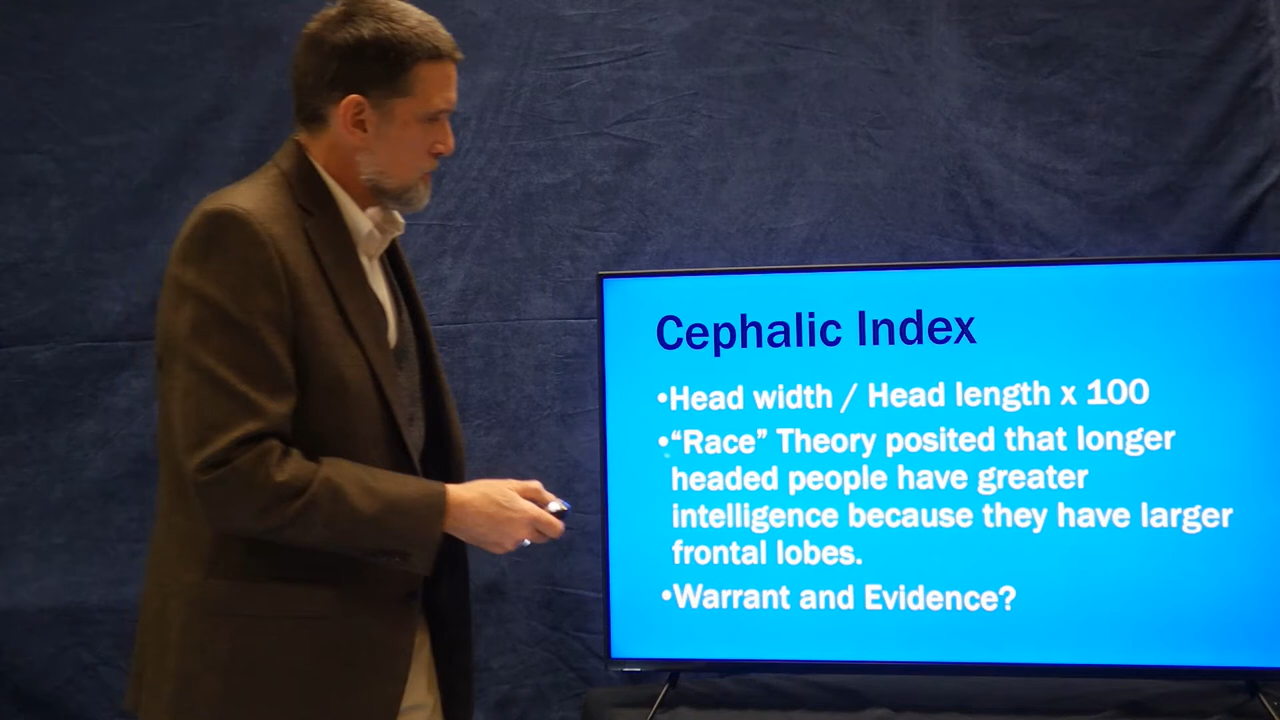 Cephalic Index
•Head width / Head length x 100
•“Race” Theory posited that longer
headed people have greater
intelligence because they have larger
frontal lobes.
•Warrant and Evidence?